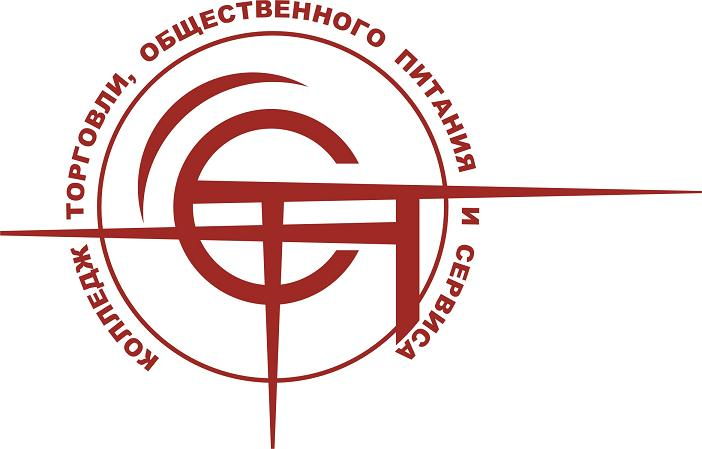 КОЛЛЕДЖ ТОРГОВЛИ, ОБЩЕСТВЕННОГО ПИТАНИЯ И СЕРВИСА